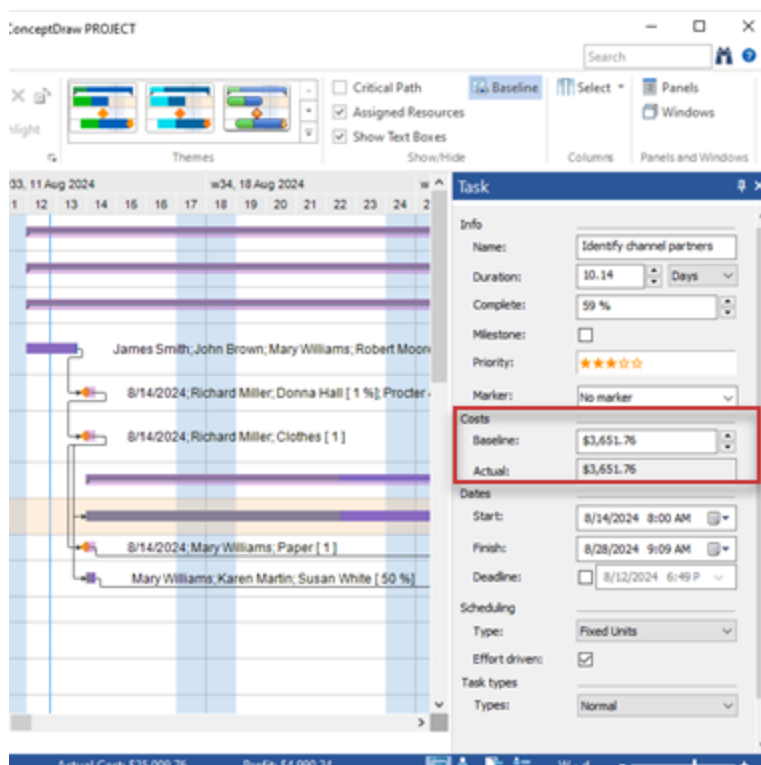 ConceptDraw PROJECT
Search
Critical Path
Baseline
Select
Panels
Assigned Resources
Windows
Show Text Boxes
Themes
Show/Hide
Columns
Panels and Windows
11 Aug 2024
w34, 18 Aug 2024
w
Task
12 13 14 15 16 17 18 19 20 21 22 23 24
Info
Name:
Identify channel partners
Duration:
10.14
Days
Complete:
59 %
Milestone:
James Smith; John Brown; Mary Williams; Robert Moore
Priority:
8/14/2024; Richard Miller; Donna Hall [ 1 %]; Procter
Marker:
No marker
Costs
8/14/2024; Richard Miller; Clothes [ 1 ]
Baseline:
$3,651.76
Actual:
$3,651.76
Dates
Start:
8/14/2024 8:00 AM
8/14/2024; Mary Williams; Paper [ 1 ]
Finish:
8/28/2024 9:09 AM
Mary Williams; Karen Martin; Susan White [ 50 %]
Deadline:
8/12/2024 6:49 P
Scheduling
Type:
Fixed Units
Effort driven:
Task types
Types:
Normal